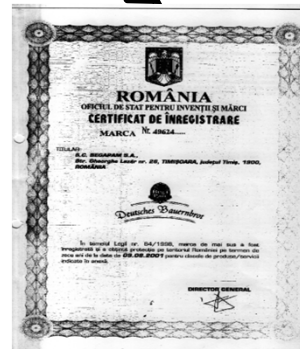 ROMÂNIA
OFICIUL DE STAT PENTRU INVENȚII ȘI MĂRCI
CERTIFICAT DE ÎNREGISTRARE
MARCA Nr. 49624
TITULAR:
S.C. SEGAPAM S.A.,
Str. Gheorghe Lazăr nr. 28, TIMIȘOARA, județul Timiș, 1900,
ROMÂNIA
Deutsches Bauernbrot
În temeiul Legii nr. 84/1998, marca de mai sus a fost
înregistrată și a obținut protecție pe teritoriul României pe termen de
zece ani de la data de 09.08.2001 pentru clasele de produse/servicii
indicate în anexă.
DIRECTOR GENERAL